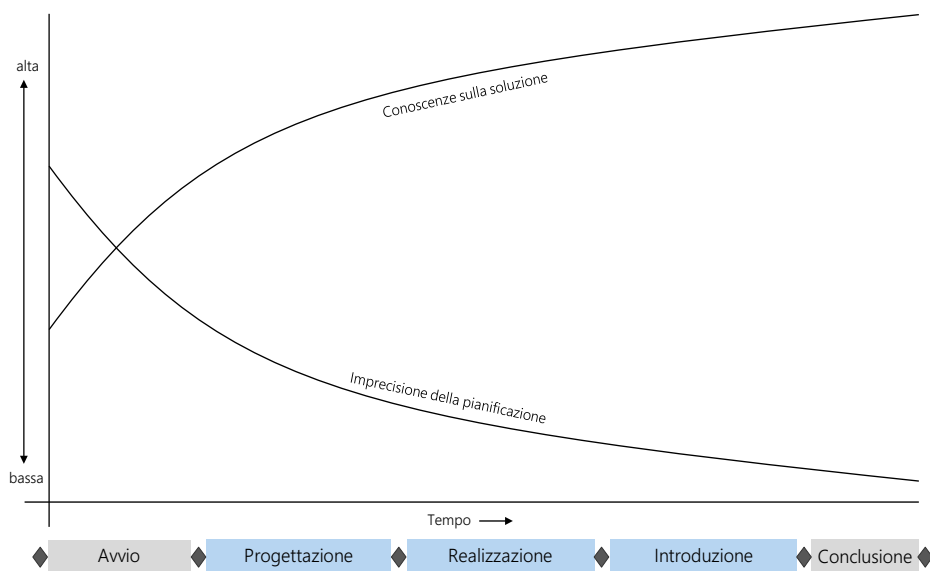 alta
Conoscenze sulla soluzione
Imprecisione della pianificazione
bassa
Tempo
Avvio
Progettazione
Realizzazione
Introduzione
Conclusione